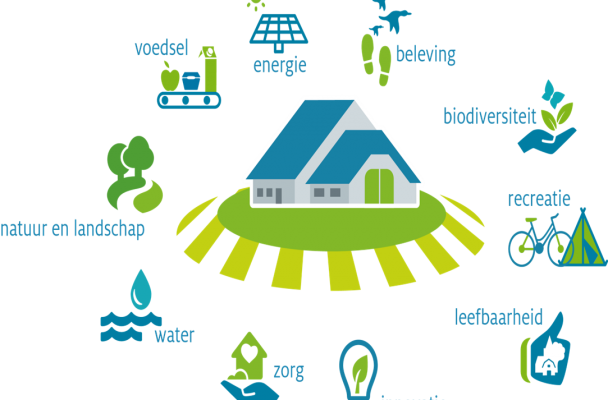 voedsel
energie
beleving
biodiversiteit
natuur en landschap
recreatie
water
leefbaarheid
zorg